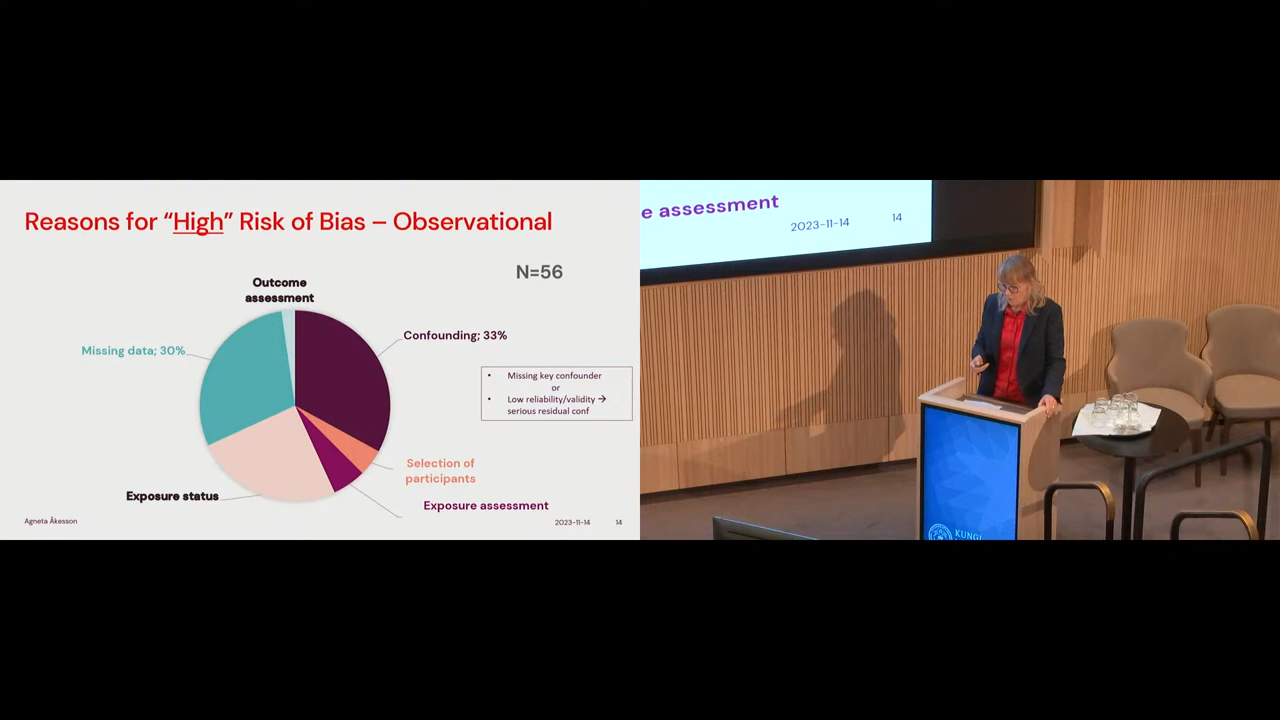 Reasons for “High” Risk of Bias – Observational
N=56
Outcome
assessment
Confounding; 33%
Missing data; 30%
• Missing key confounder
or
• Low reliability/validity →
serious residual conf
Selection of
participants
Exposure status
Exposure assessment
Agneta Åkesson
2023-11-14
14
e assessment
2023-11-14
14
KUNGL